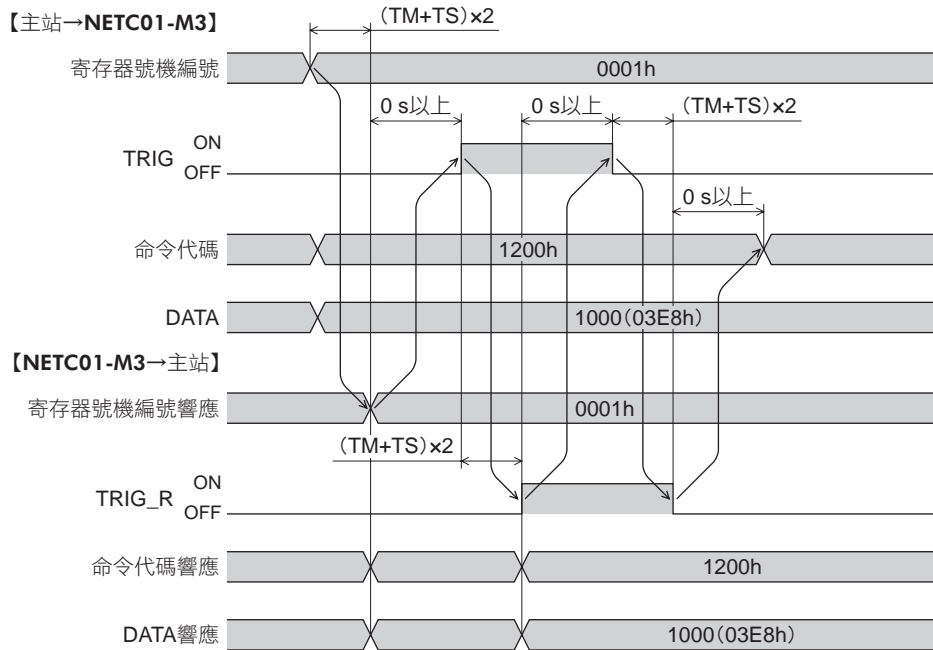 【主站→NETC01-M3】
(TM+TS)×2
寄存器號機編號
0001h
0 s以上
0 s以上
(TM+TS)×2
TRIG
ON
OFF
0 s以上
命令代碼
1200h
DATA
1000(03E8h)
【NETC01-M3→主站】
寄存器號機編號響應
0001h
(TM+TS)×2
TRIG_R
ON
OFF
命令代碼響應
1200h
DATA響應
1000(03E8h)